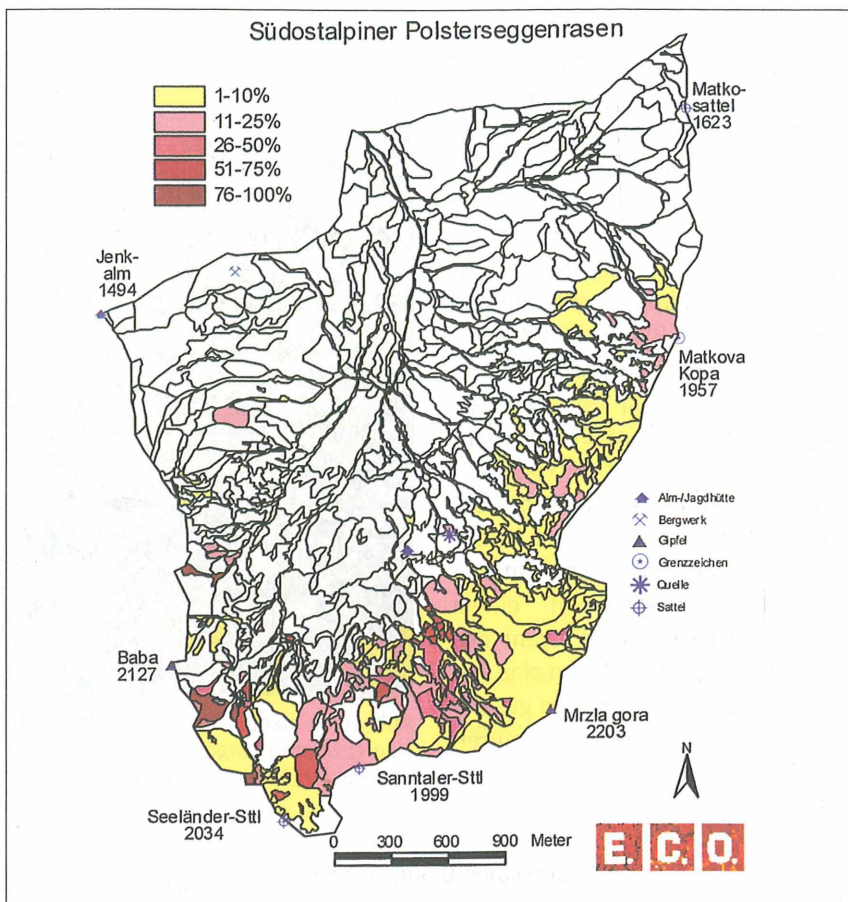 Südostalpiner Polsterseggenrasen
1-10%
11-25%
26-50%
51-75%
76-100%
Matko-
sattel
1623
Jenk-
alm
1494
Matkova
Kopa
1957
Alm-/Jagdhütte
Bergwerk
Gipfel
Grenzzeichen
Quelle
Sattel
Baba
2127
Mrzla gora
2203
Sanntaler-Sttl
1999
Seeländer-Sttl
2034
N
0 300 600 900 Meter
E. C. O.